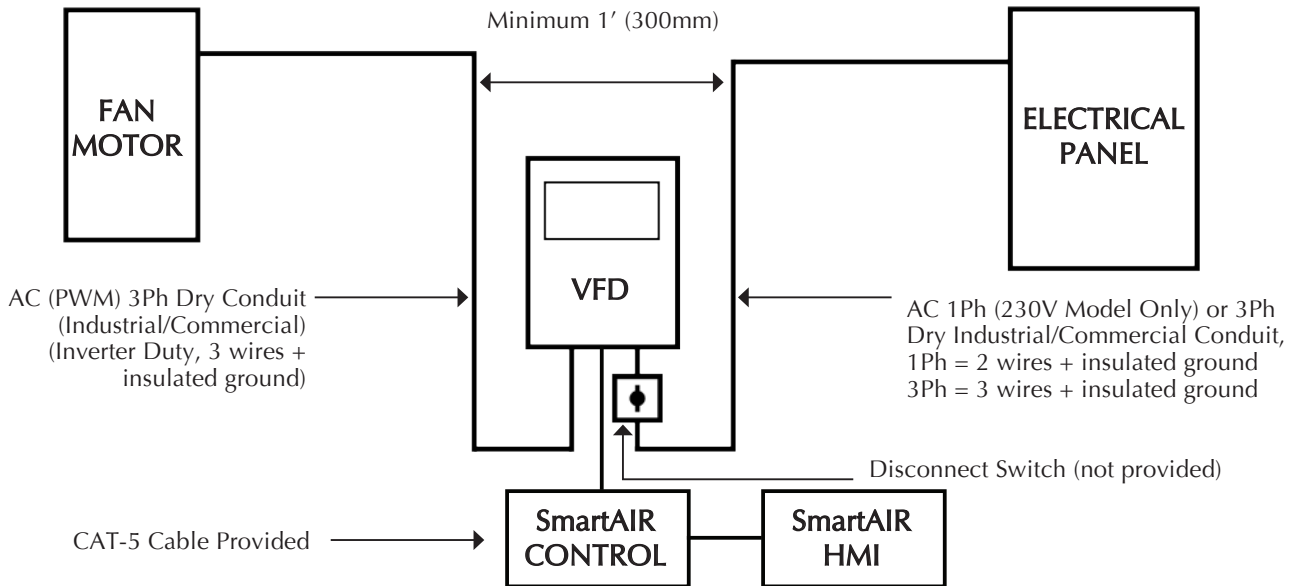 Minimum 1’ (300mm)
FAN
MOTOR
ELECTRICAL
PANEL
VFD
AC (PWM) 3Ph Dry Conduit
(Industrial/Commercial)
(Inverter Duty, 3 wires +
insulated ground)
AC 1Ph (230V Model Only) or 3Ph
Dry Industrial/Commercial Conduit,
1Ph = 2 wires + insulated ground
3Ph = 3 wires + insulated ground
Disconnect Switch (not provided)
CAT-5 Cable Provided
SmartAIR
CONTROL
SmartAIR
HMI